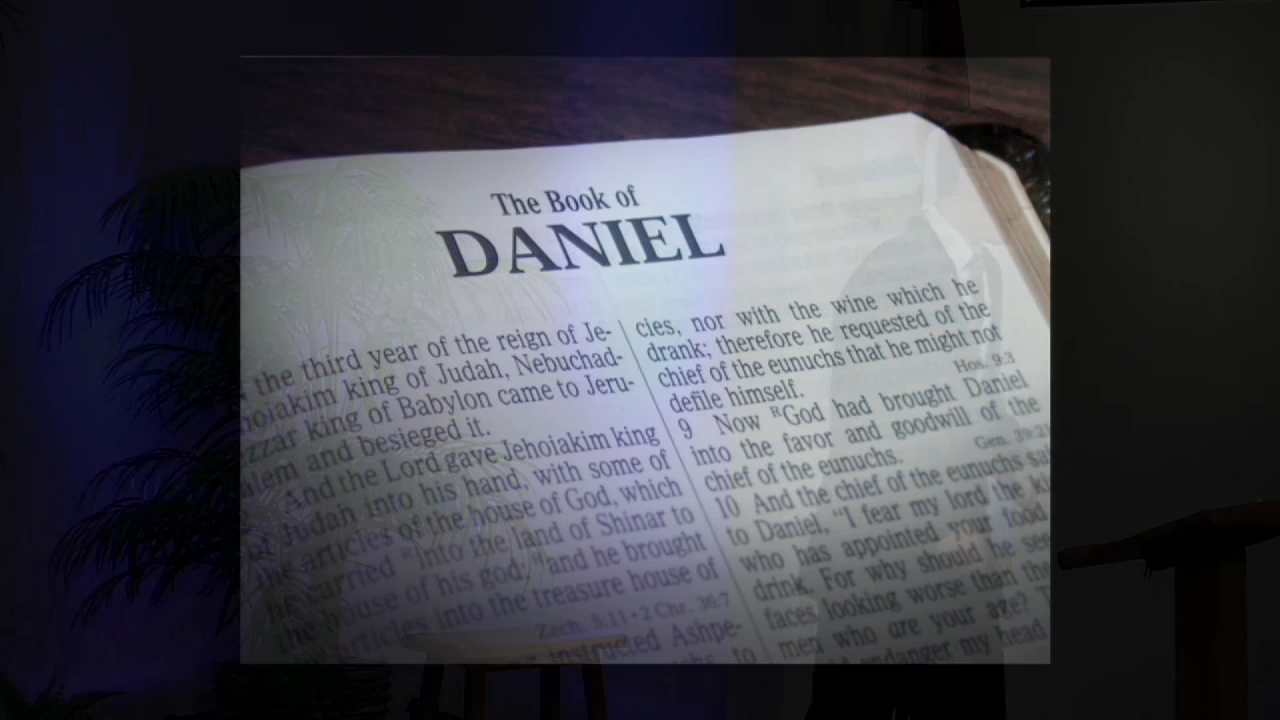 The Book of
DANIEL
the third year of the reign of Je-
hoiakim king of Judah, Nebuchad-
zzar king of Babylon came to Jeru-
alem and besieged it.
And the Lord gave Jehoiakim king
of Judah into his hand, with some of
the articles of the house of God, which
he carried ᴿinto the land of Shinar to
the house of his god; ᴿand he brought
the articles into the treasure house of
Zech. 5:11 • 2 Chr. 36:7
instructed Ashpe-
to
cies, nor with the wine which he
drank; therefore he requested of the
chief of the eunuchs that he might not
defile himself.
Hos. 9:3
9 Now ᴿGod had brought Daniel
into the favor and goodwill of the
chief of the eunuchs.
Gen. 39:21
10 And the chief of the eunuchs sai
to Daniel, "I fear my lord the ki
who has appointed your food
drink. For why should he see
faces looking worse than the
men who are your age?
endanger my head